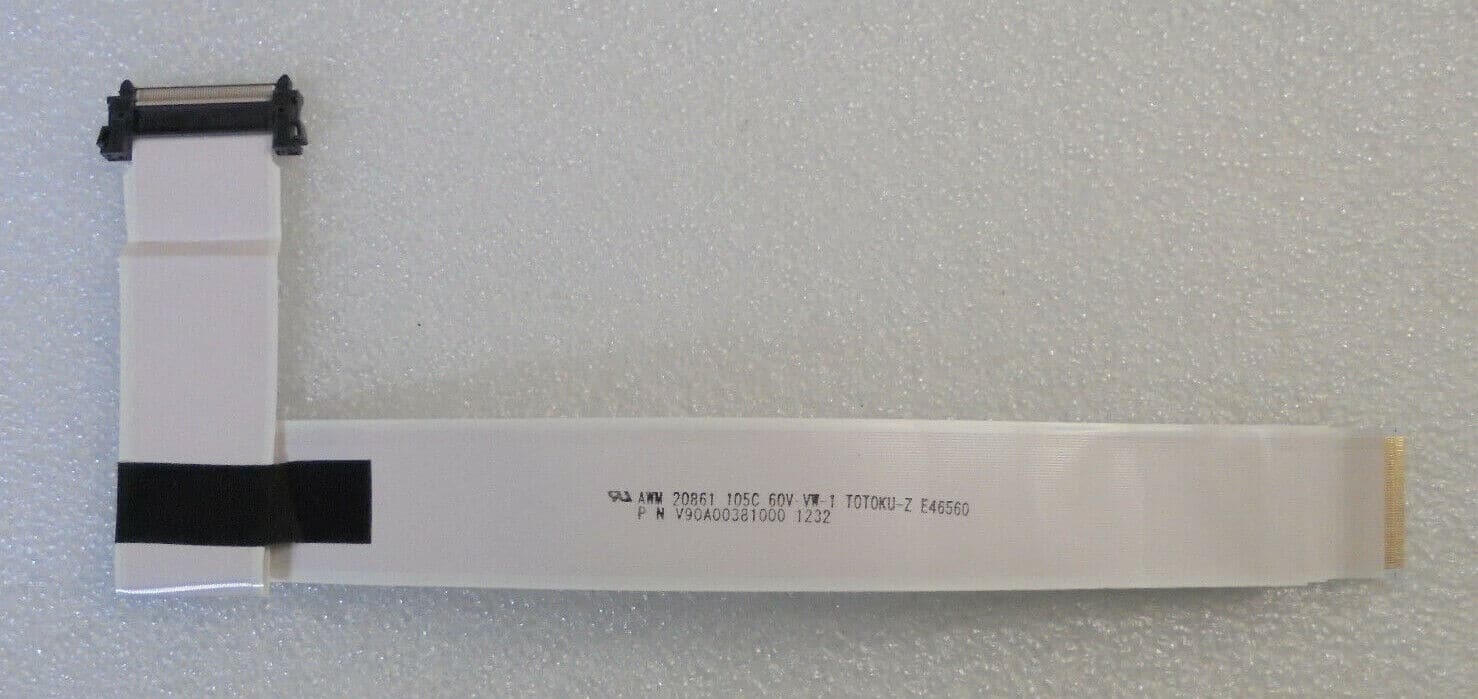 AWM 20861 105C 60V VW-1 TOTOKU-Z E46560
P N V90A00381000 1232